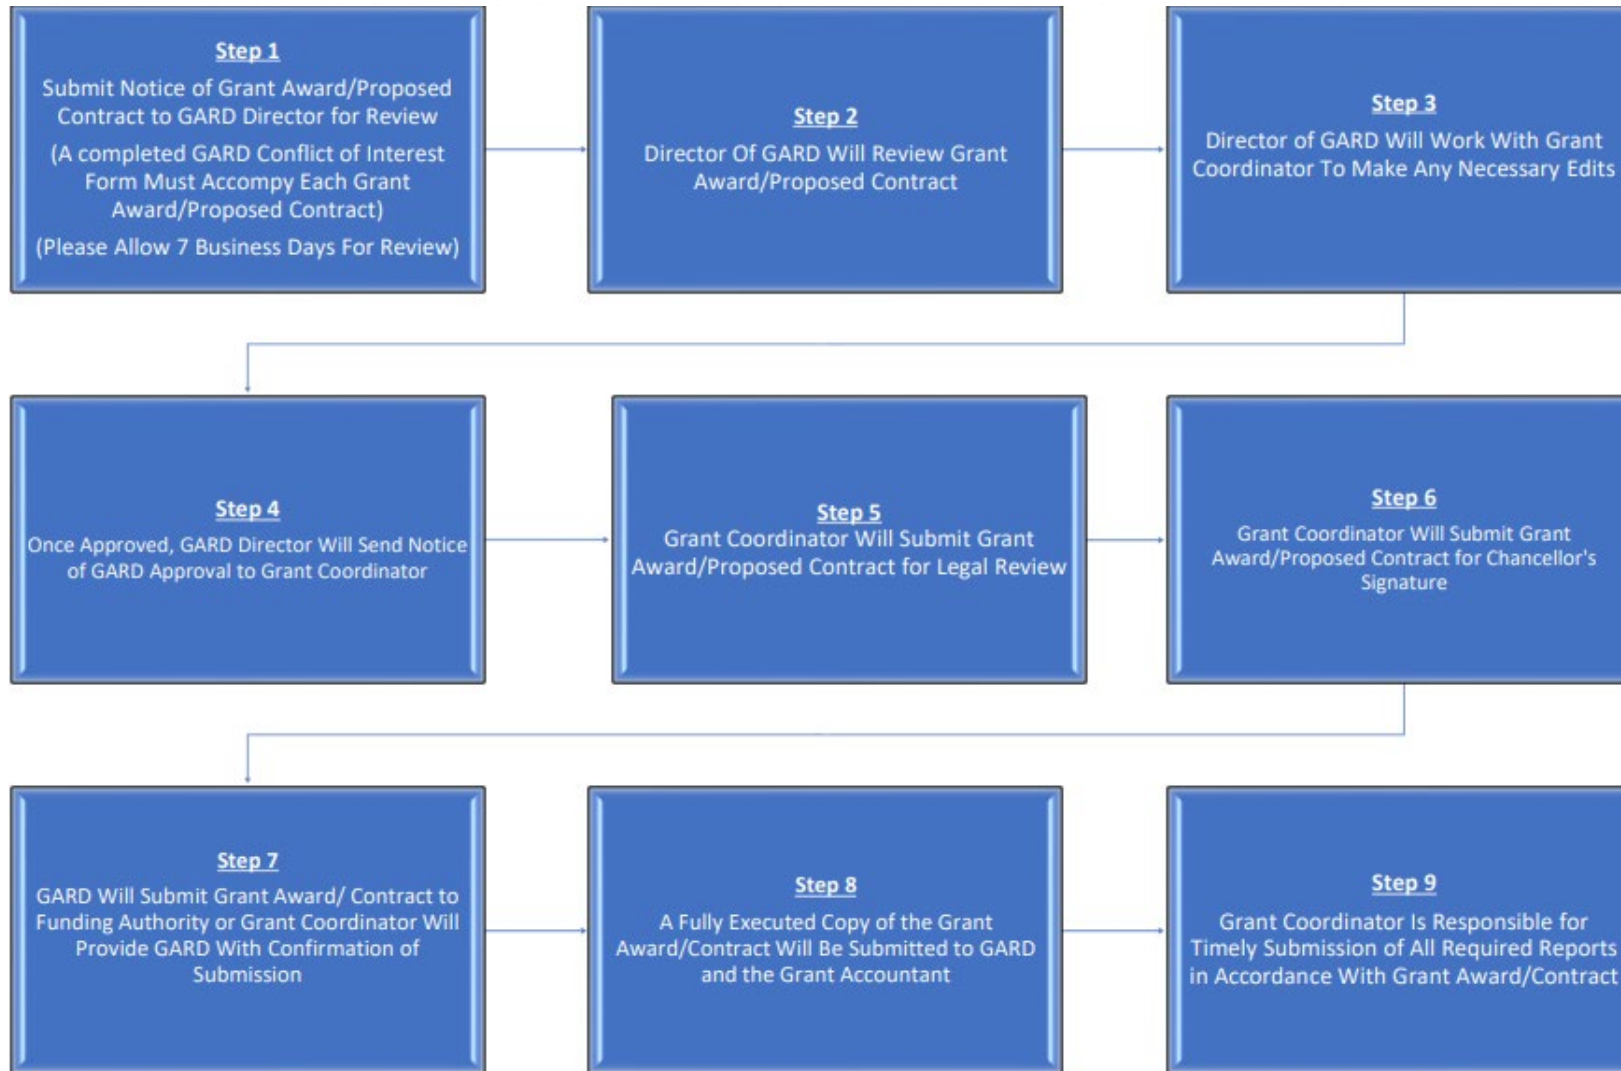 Step 1
Submit Notice of Grant Award/Proposed
Contract to GARD Director for Review
(A completed GARD Conflict of Interest
Form Must Accompy Each Grant
Award/Proposed Contract)
(Please Allow 7 Business Days For Review)
Step 2
Director Of GARD Will Review Grant
Award/Proposed Contract
Step 3
Director of GARD Will Work With Grant
Coordinator To Make Any Necessary Edits
Step 4
Once Approved, GARD Director Will Send Notice
of GARD Approval to Grant Coordinator
Step 5
Grant Coordinator Will Submit Grant
Award/Proposed Contract for Legal Review
Step 6
Grant Coordinator Will Submit Grant
Award/Proposed Contract for Chancellor's
Signature
Step 7
GARD Will Submit Grant Award/ Contract to
Funding Authority or Grant Coordinator Will
Provide GARD With Confirmation of
Submission
Step 8
A Fully Executed Copy of the Grant
Award/Contract Will Be Submitted to GARD
and the Grant Accountant
Step 9
Grant Coordinator Is Responsible for
Timely Submission of All Required Reports
in Accordance With Grant Award/Contract